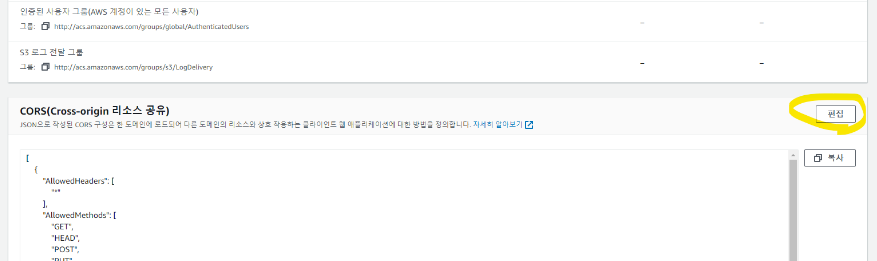 인증된 사용자 그룹(AWS 계정이 있는 모든 사용자)
그룹: http://acs.amazonaws.com/groups/global/AuthenticatedUsers
– –
S3 로그 전달 그룹
그룹: http://acs.amazonaws.com/groups/s3/LogDelivery
– –
CORS(Cross-origin 리소스 공유)
편집
JSON으로 작성된 CORS 구성은 한 도메인에 로드되어 다른 도메인의 리소스와 상호 작용하는 클라이언트 웹 애플리케이션에 대한 방법을 정의합니다. 자세히 알아보기
복사
[
{
"AllowedHeaders": [
"*"
],
"AllowedMethods": [
"GET",
"HEAD",
"POST",
"PUT",